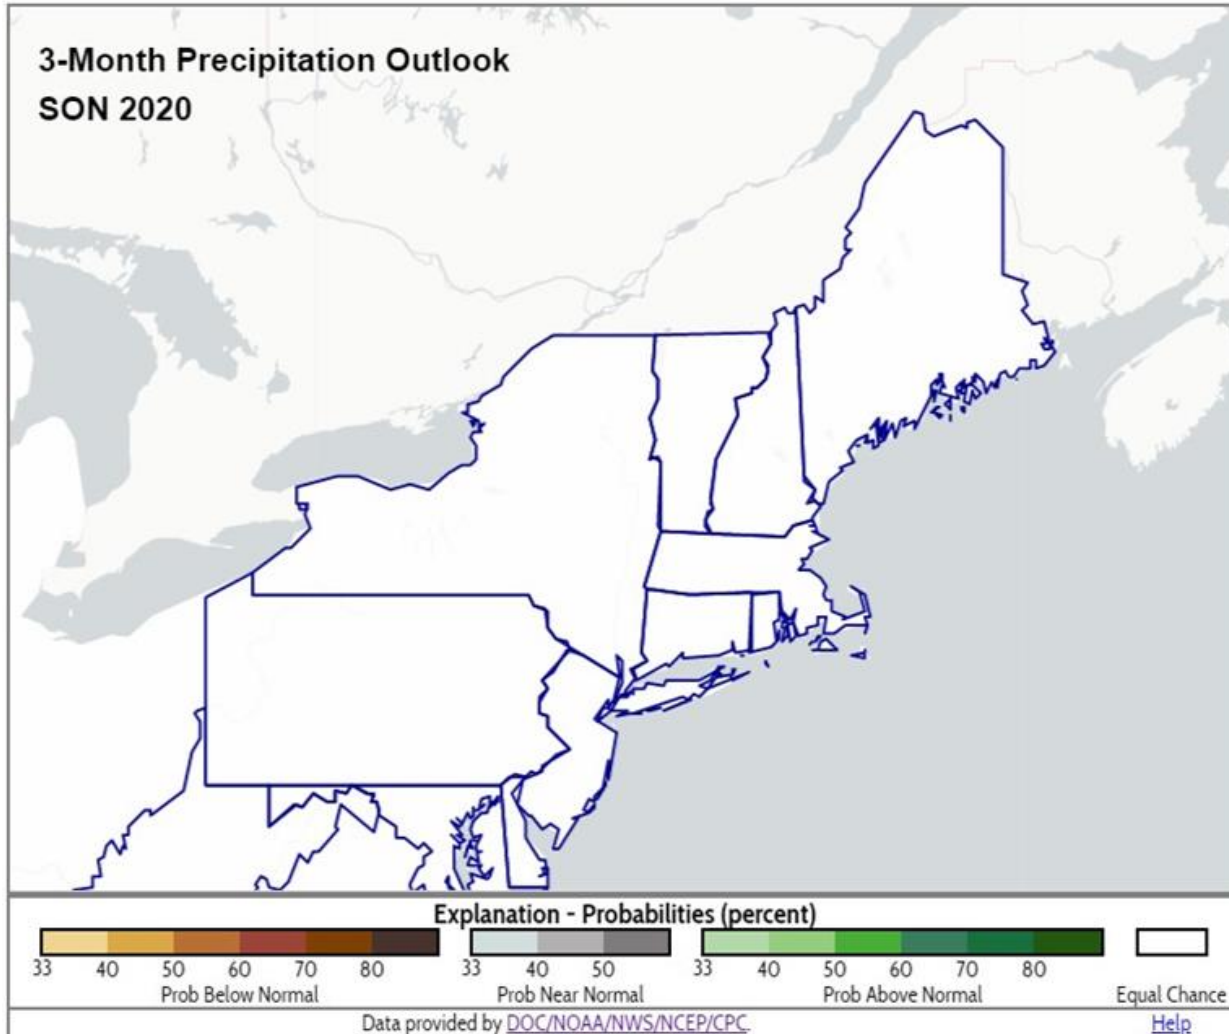 3-Month Precipitation Outlook
SON 2020
Explanation - Probabilities (percent)
33 40 50 60 70 80 33 40 50 33 40 50 60 70 80
Prob Below Normal Prob Near Normal Prob Above Normal Equal Chance
Data provided by DOC/NOAA/NWS/NCEP/CPC. Help